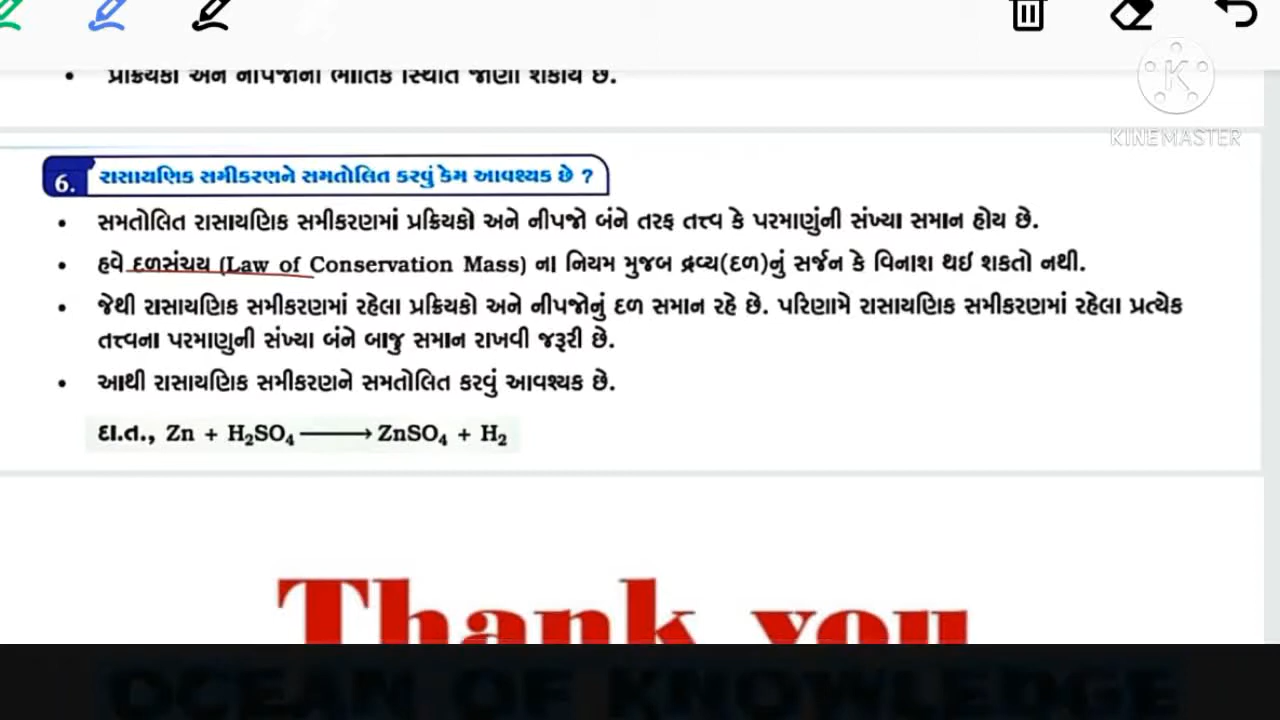 પ્રક્રિયકો અને નીપજોની ભૌતિક સ્થિતિ જાણી શકાય છે.
KINEMASTER
6. રાસાયણિક સમીકરણને સમતોલિત કરવું કેમ આવશ્યક છે ?
• સમતોલિત રાસાયણિક સમીકરણમાં પ્રક્રિયકો અને નીપજો બંને તરફ તત્ત્વ કે પરમાણુંની સંખ્યા સમાન હોય છે.
• હવે દળસંચય (Law of Conservation Mass) ના નિયમ મુજબ દ્રવ્ય(દળ)નું સર્જન કે વિનાશ થઈ શકતો નથી.
• જેથી રાસાયણિક સમીકરણમાં રહેલા પ્રક્રિયકો અને નીપજોનું દળ સમાન રહે છે. પરિણામે રાસાયણિક સમીકરણમાં રહેલા પ્રત્યેક
તત્ત્વના પરમાણુની સંખ્યા બંને બાજુ સમાન રાખવી જરૂરી છે.
• આથી રાસાયણિક સમીકરણને સમતોલિત કરવું આવશ્યક છે.
દા.ત., Zn + H₂SO₄ ⟶ ZnSO₄ + H₂
Thank you
OCEAN OF KNOWLEDGE